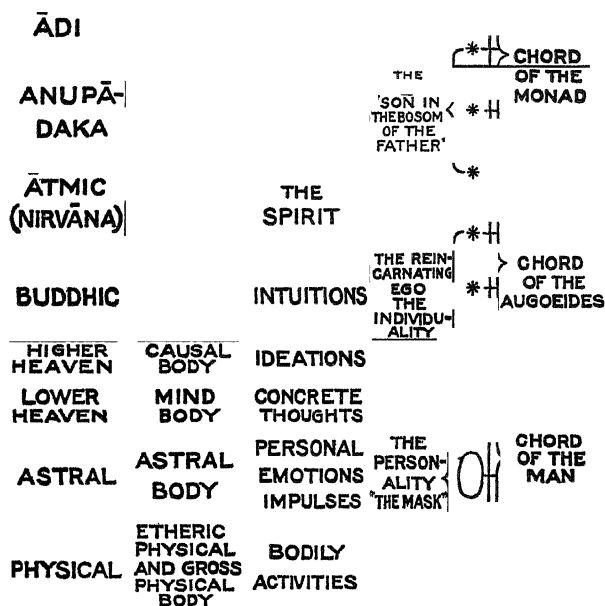 ĀDI
ANUPĀ-
DAKA
ĀTMIC
(NIRVĀNA)
BUDDHIC
HIGHER
HEAVEN
LOWER
HEAVEN
ASTRAL
PHYSICAL
CAUSAL
BODY
MIND
BODY
ASTRAL
BODY
ETHERIC
PHYSICAL
AND GROSS
PHYSICAL
BODY
THE
SPIRIT
INTUITIONS
IDEATIONS
CONCRETE
THOUGHTS
PERSONAL
EMOTIONS
IMPULSES
BODILY
ACTIVITIES
THE
'SON IN
THE BOSOM
OF THE
FATHER'
THE REIN-
CARNATING
EGO
THE
INDIVIDU-
ALITY
THE
PERSON-
ALITY
"THE MASK"
CHORD
OF THE
MONAD
CHORD
OF THE
AUGOEIDES
CHORD
OF THE
MAN